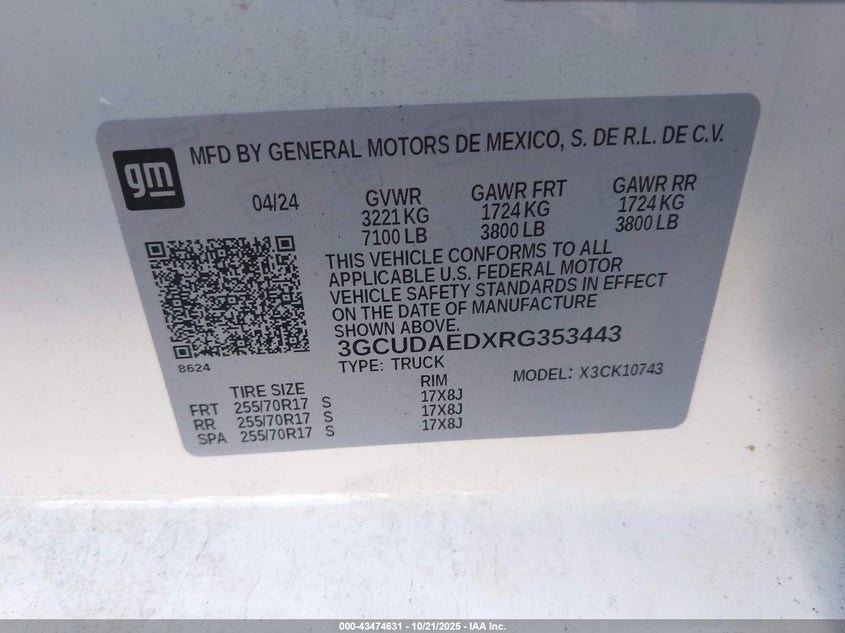 gm
MFD BY GENERAL MOTORS DE MEXICO, S. DE R.L. DE C.V.
04/24 GVWR GAWR FRT GAWR RR
3221 KG 1724 KG 1724 KG
7100 LB 3800 LB 3800 LB
THIS VEHICLE CONFORMS TO ALL
APPLICABLE U.S. FEDERAL MOTOR
VEHICLE SAFETY STANDARDS IN EFFECT
ON THE DATE OF MANUFACTURE
SHOWN ABOVE.
3GCUDAEDXRG353443
8624
TYPE: TRUCK MODEL: X3CK10743
TIRE SIZE RIM
FRT 255/70R17 S 17X8J
RR 255/70R17 S 17X8J
SPA 255/70R17 S 17X8J
000-43474631 - 10/21/2025 - IAA Inc.